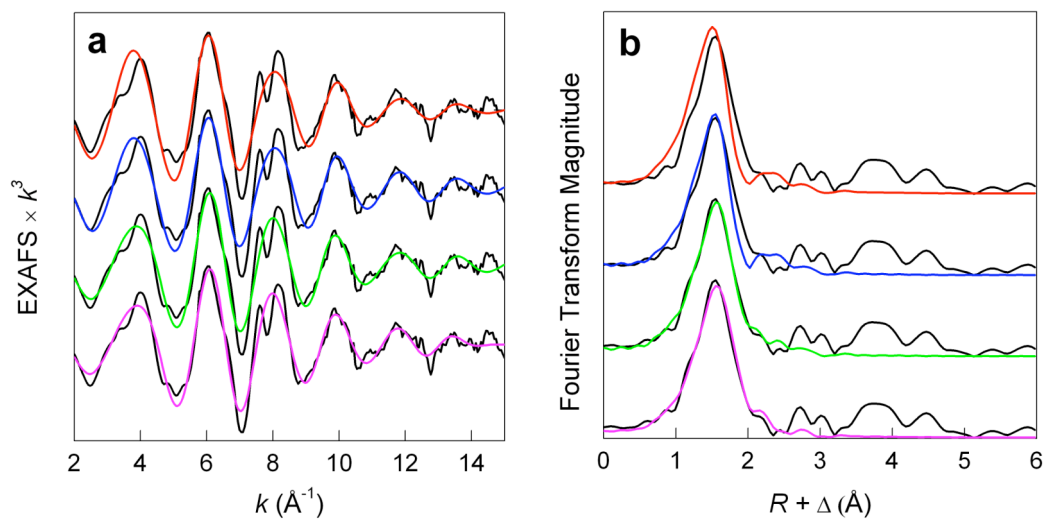 a
EXAFS × k³
2 4 6 8 10 12 14
k (Å⁻¹)
b
Fourier Transform Magnitude
0 1 2 3 4 5 6
R + Δ (Å)